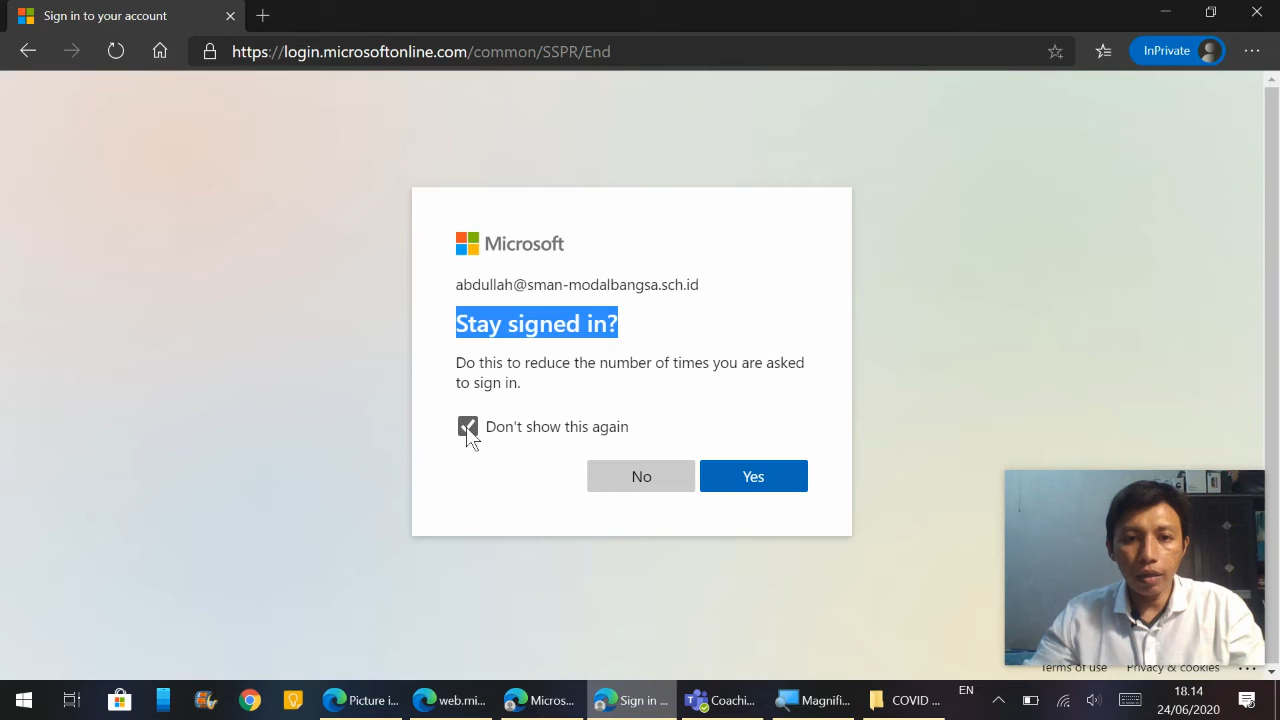 Sign in to your account
https://login.microsoftonline.com/common/SSPR/End
InPrivate
Microsoft
abdullah@sman-modalbangsa.sch.id
Stay signed in?
Do this to reduce the number of times you are asked
to sign in.
Don't show this again
No
Yes
Terms of use
Privacy & cookies
Picture i...
web.mi...
Micros...
Sign in ...
Coachi...
Magnifi...
COVID ...
EN
18.14
24/06/2020